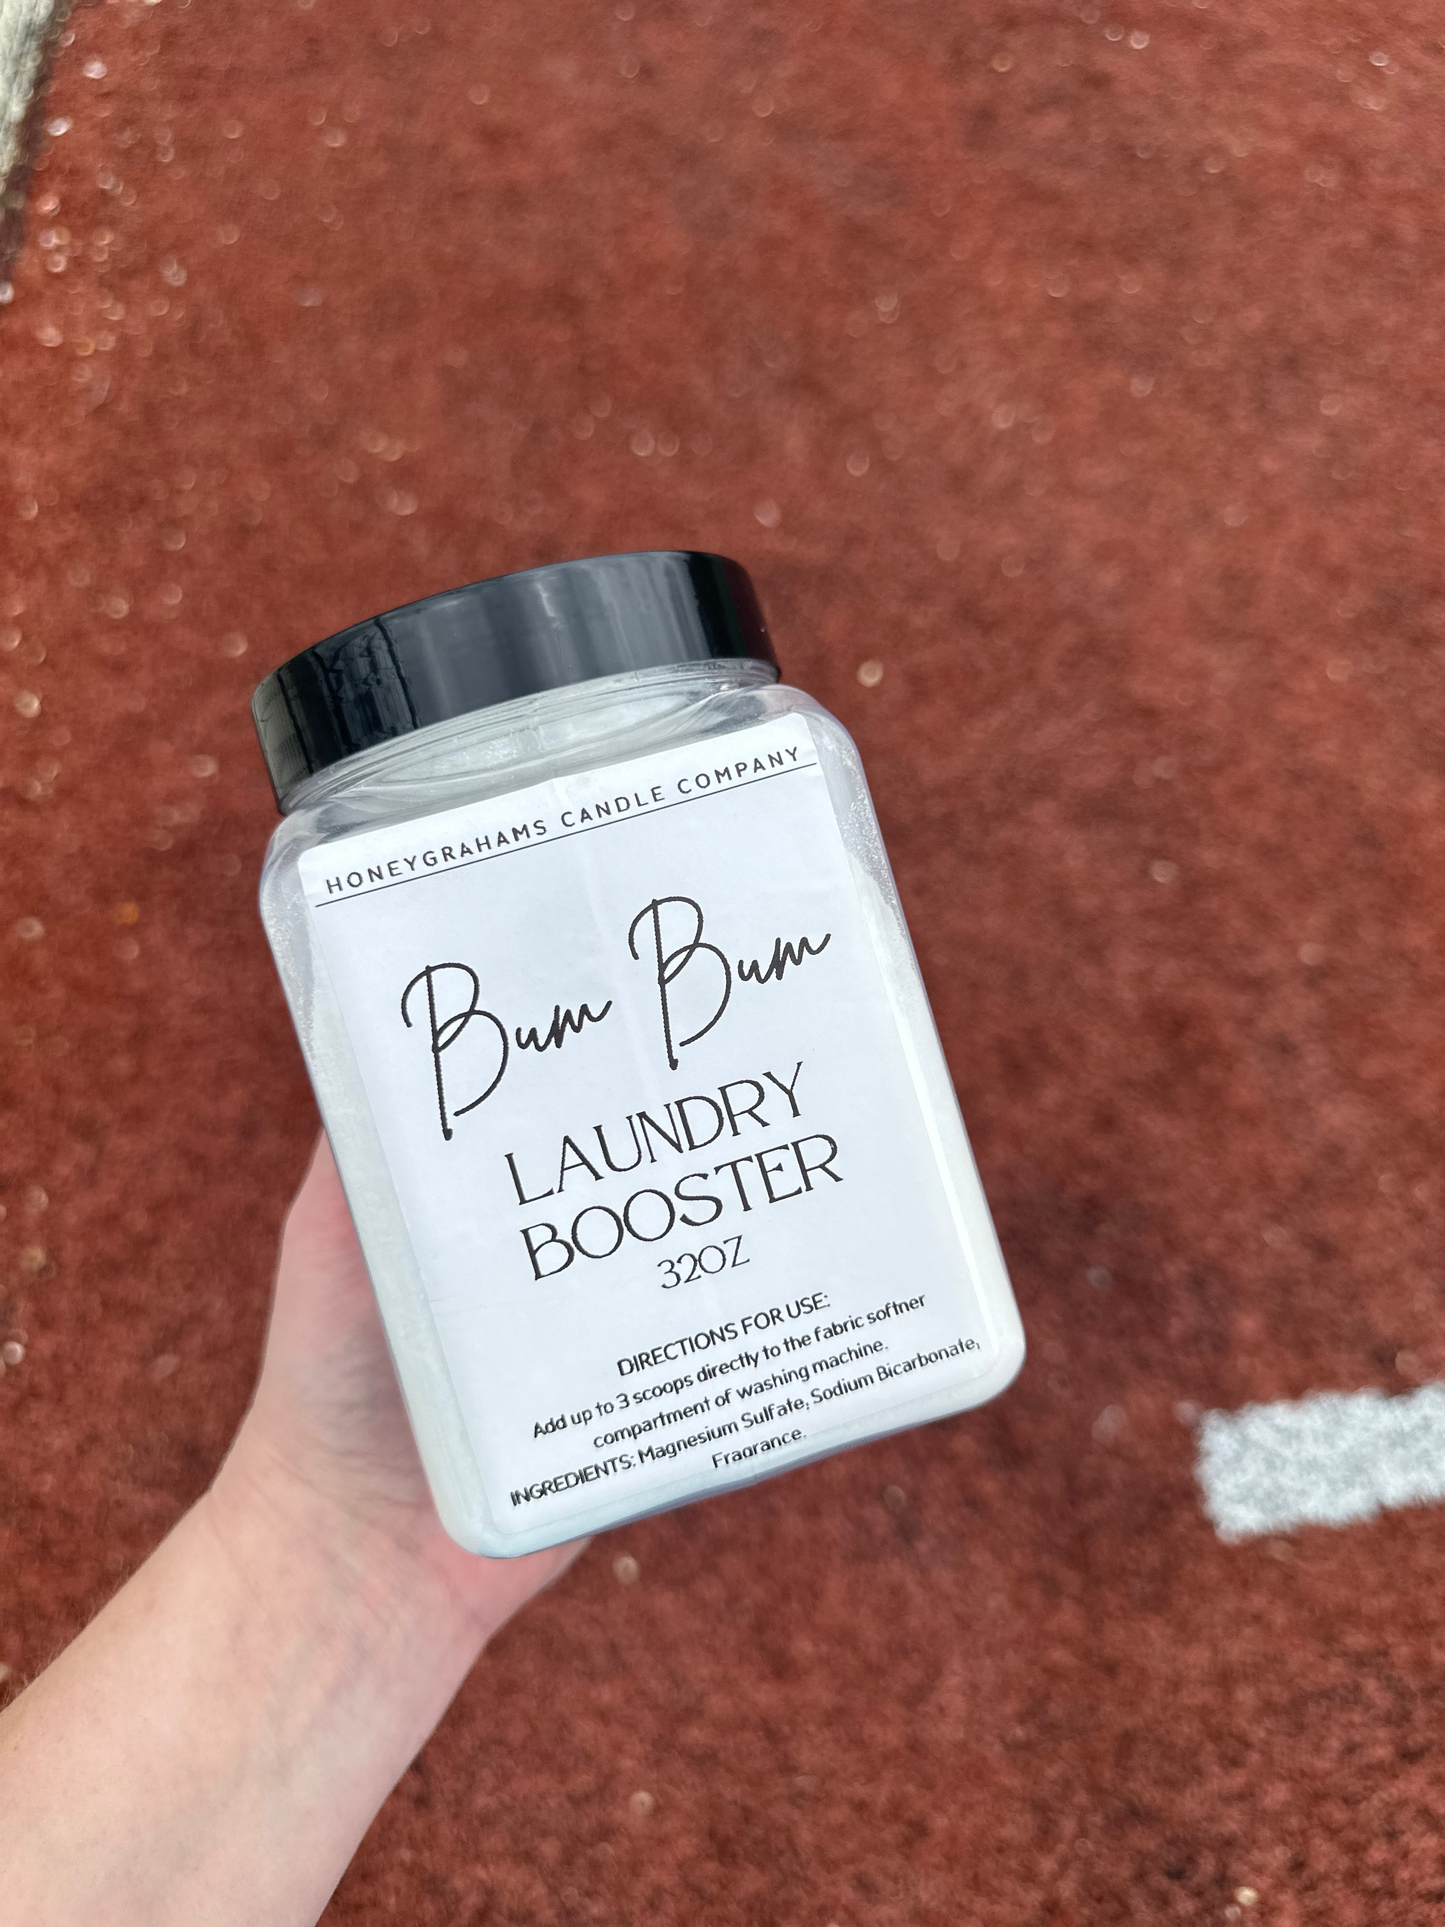 HONEYGRAHAMS CANDLE COMPANY
Bum Bum
LAUNDRY
BOOSTER
32OZ
DIRECTIONS FOR USE:
Add up to 3 scoops directly to the fabric softner
compartment of washing machine.
INGREDIENTS: Magnesium Sulfate, Sodium Bicarbonate,
Fragrance.